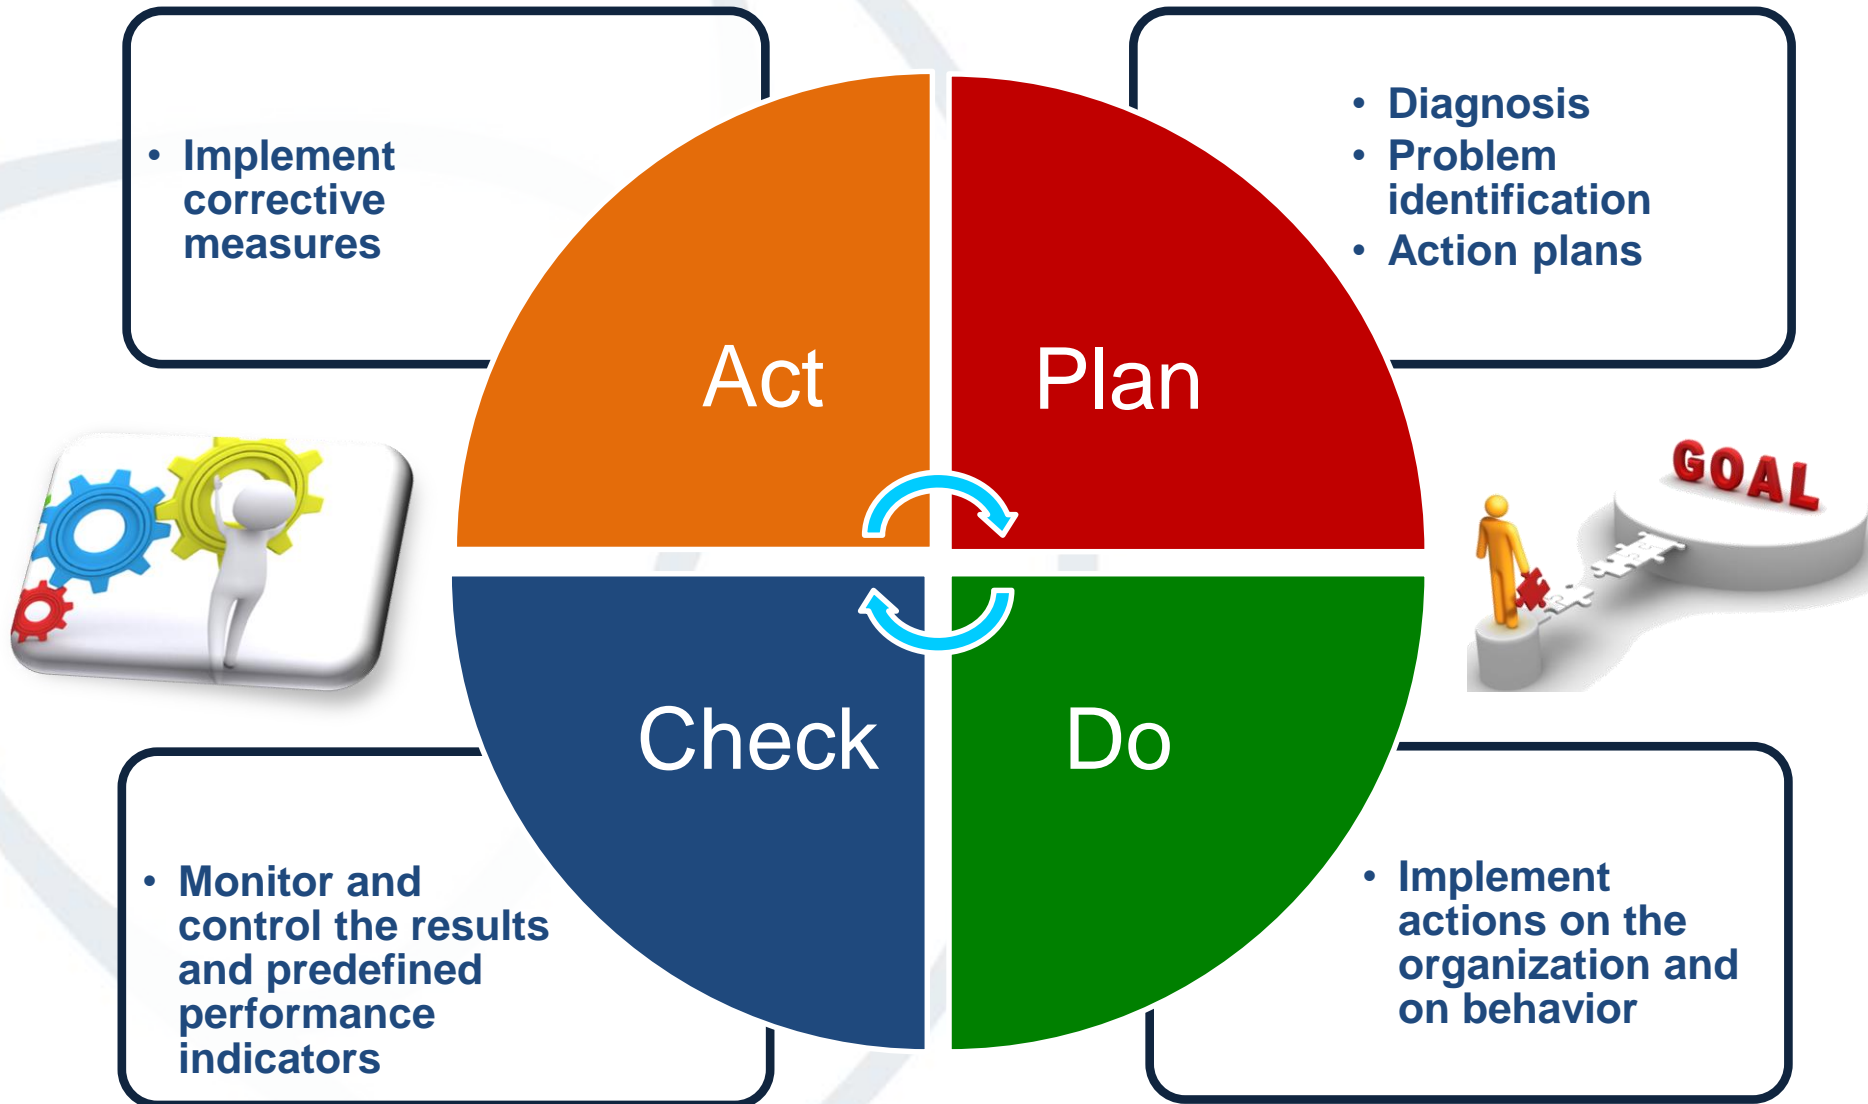 • Implement
corrective
measures
• Diagnosis
• Problem
identification
• Action plans
Act
Plan
GOAL
Check
Do
• Monitor and
control the results
and predefined
performance
indicators
• Implement
actions on the
organization and
on behavior